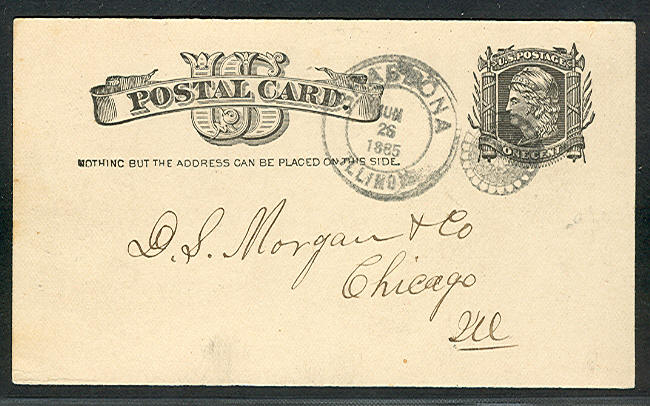 US
POSTAL CARD.
NOTHING BUT THE ADDRESS CAN BE PLACED ON THIS SIDE.
JUN
26
1885
ILLINOIS
U.S. POSTAGE
ONE CENT
D. S. Morgan & Co
Chicago
Ill